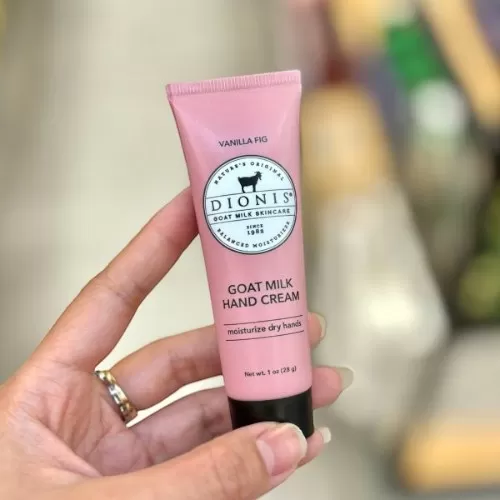 VANILLA FIG
NATURE'S ORIGINAL
DIONIS®
GOAT MILK SKINCARE
SINCE
1982
BALANCED MOISTURIZER
GOAT MILK
HAND CREAM
moisturize dry hands
Net wt. 1 oz (28 g)